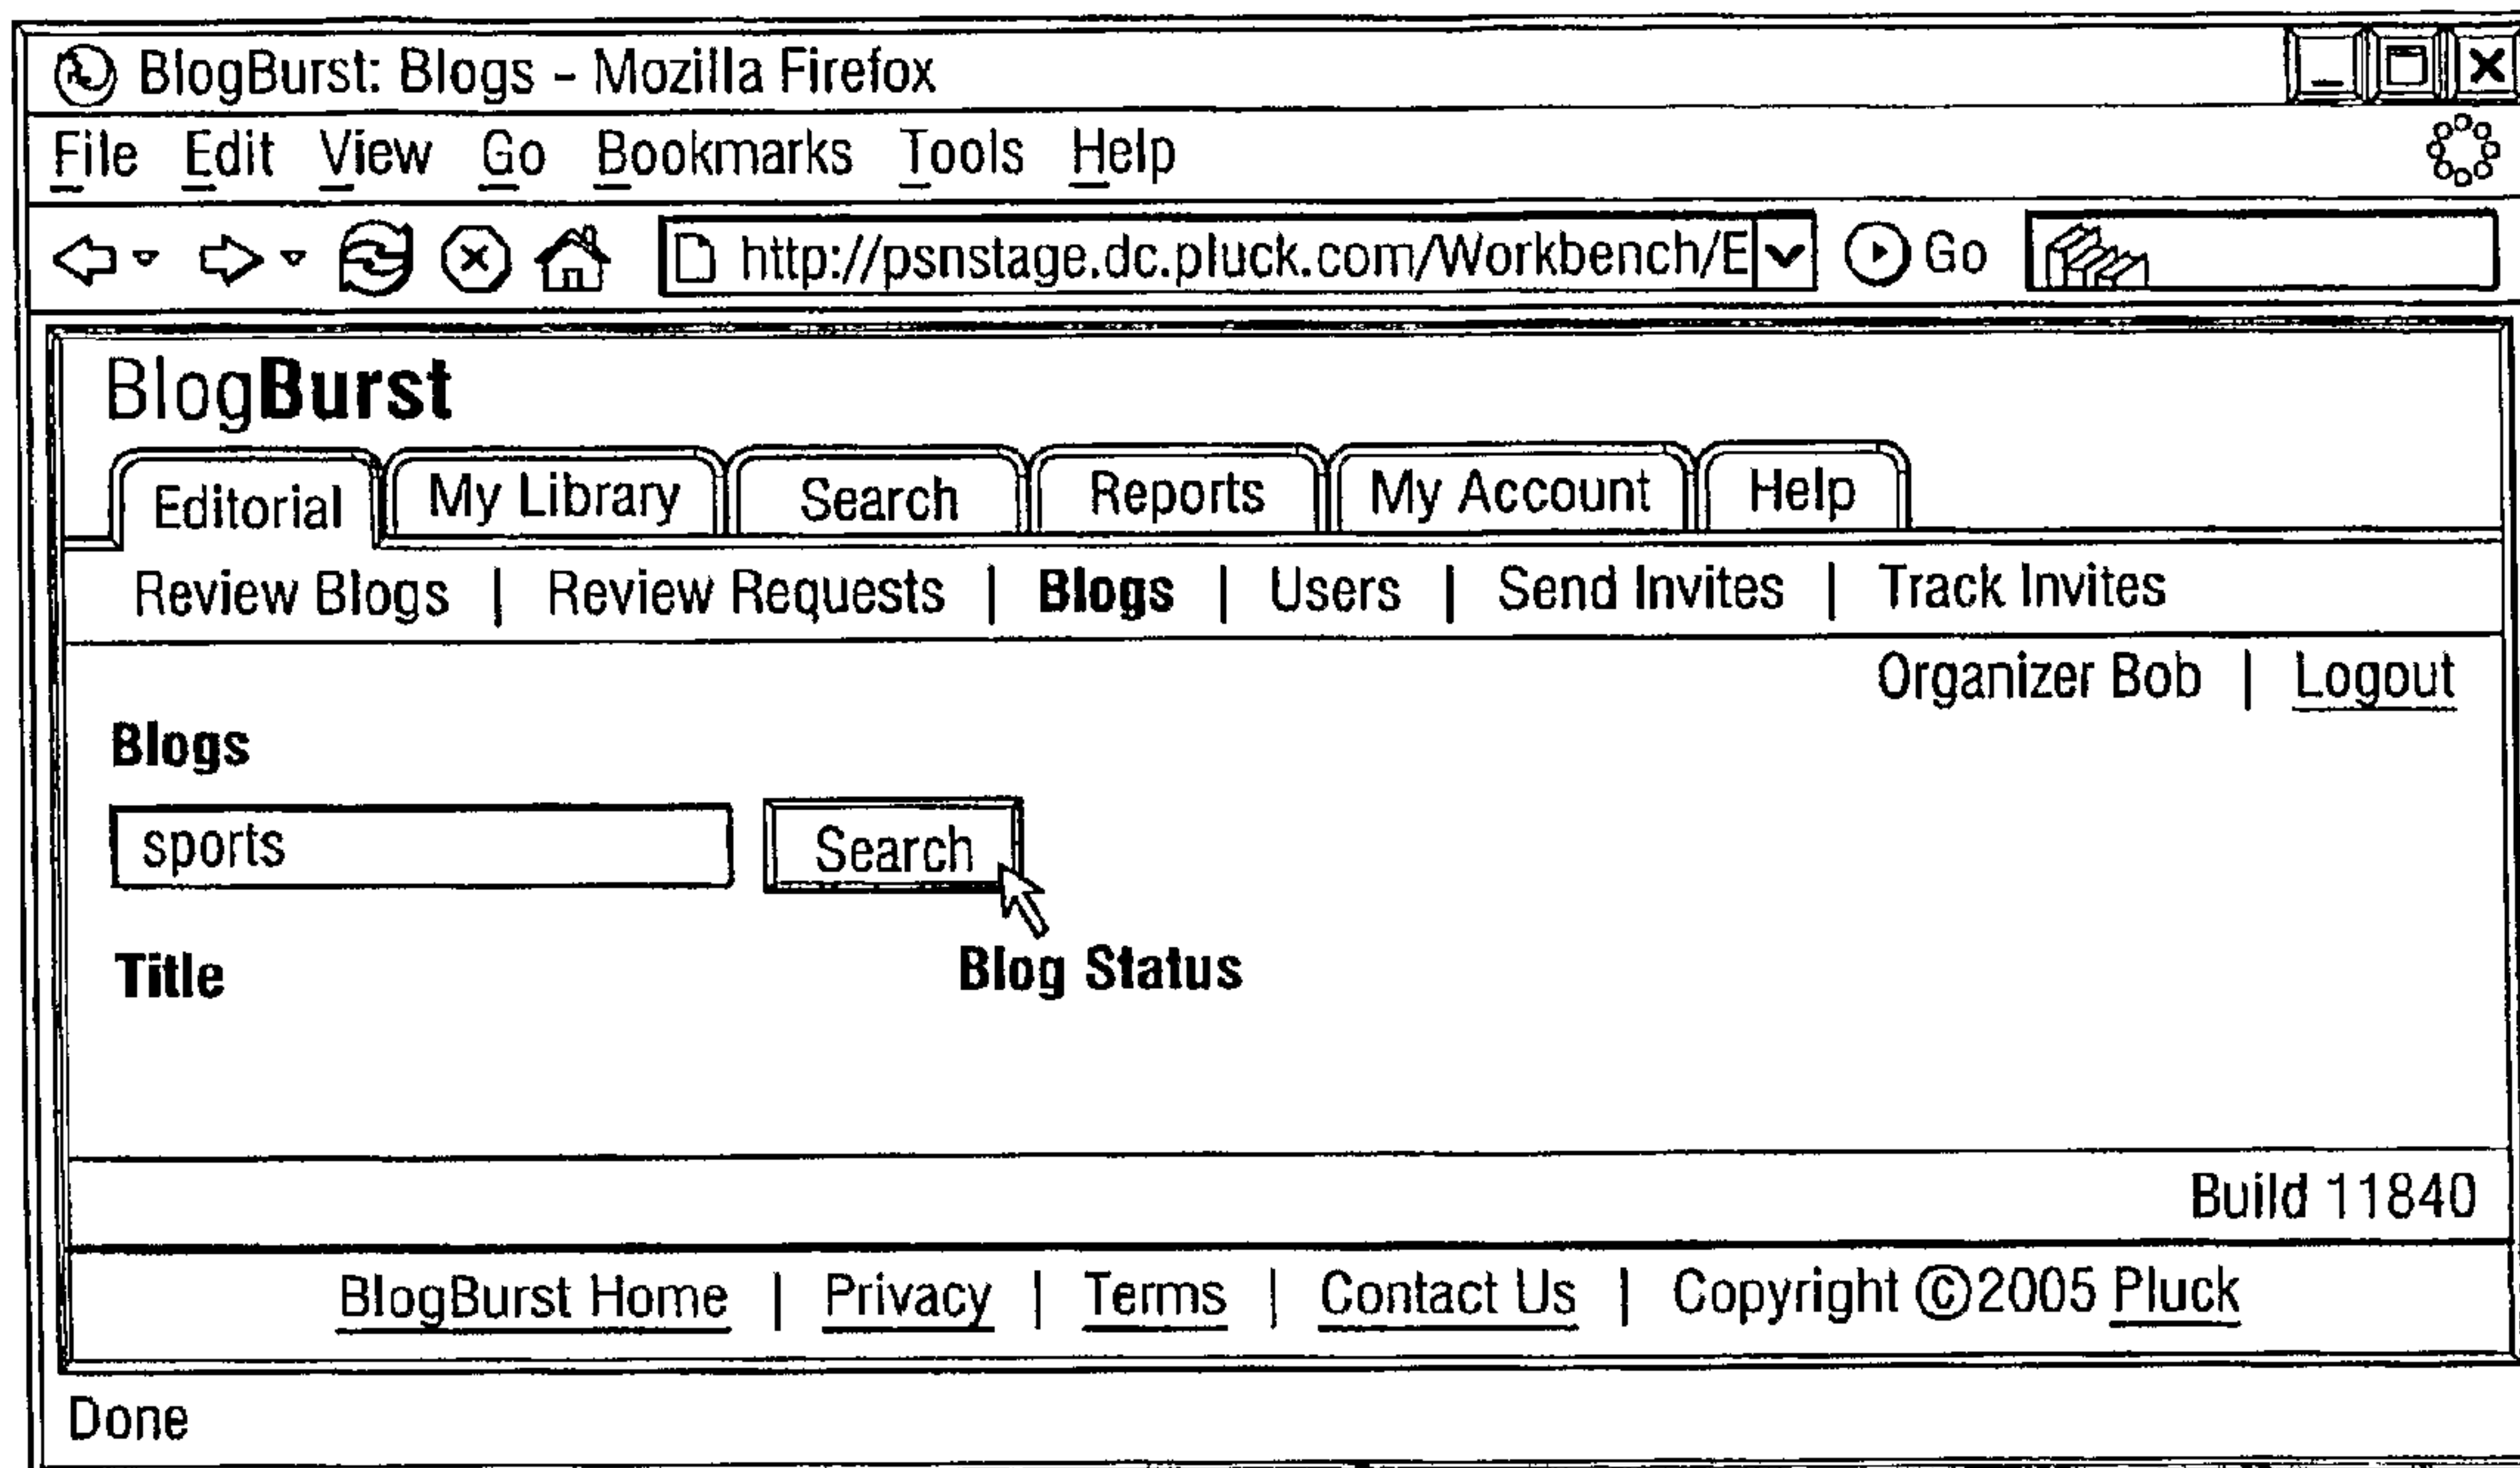 BlogBurst: Blogs - Mozilla Firefox
File Edit View Go Bookmarks Tools Help
http://psnstage.dc.pluck.com/Workbench/E Go
BlogBurst
Editorial My Library Search Reports My Account Help
Review Blogs | Review Requests | Blogs | Users | Send Invites | Track Invites
Organizer Bob | Logout
Blogs
sports Search
Title Blog Status
Build 11840
BlogBurst Home | Privacy | Terms | Contact Us | Copyright ©2005 Pluck
Done